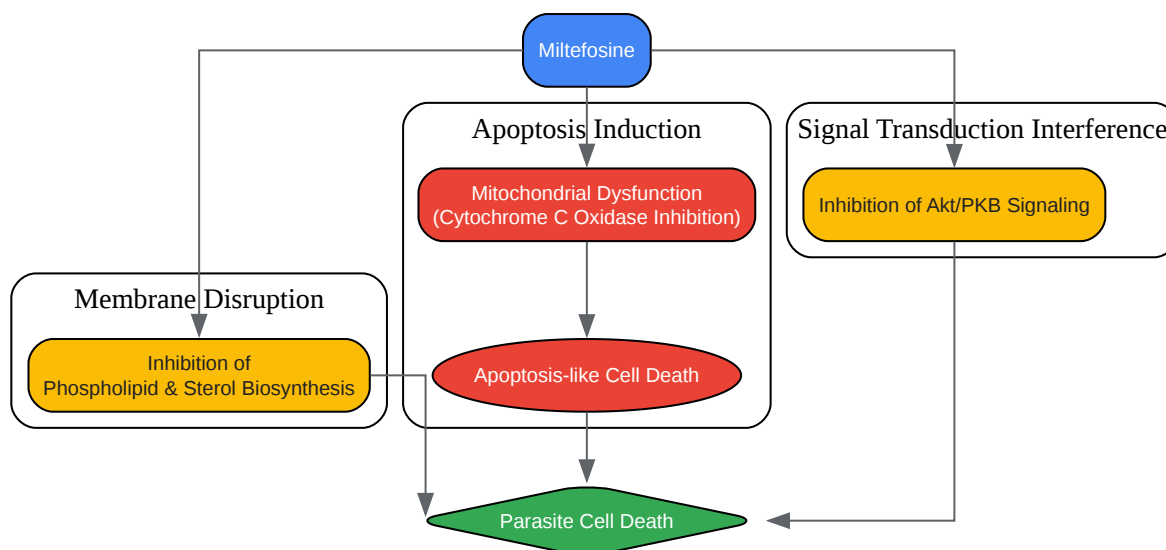 Miltefosine
Apoptosis Induction
Signal Transduction Interference
Mitochondrial Dysfunction
(Cytochrome C Oxidase Inhibition)
Inhibition of Akt/PKB Signaling
Membrane Disruption
Inhibition of
Phospholipid & Sterol Biosynthesis
Apoptosis-like Cell Death
Parasite Cell Death